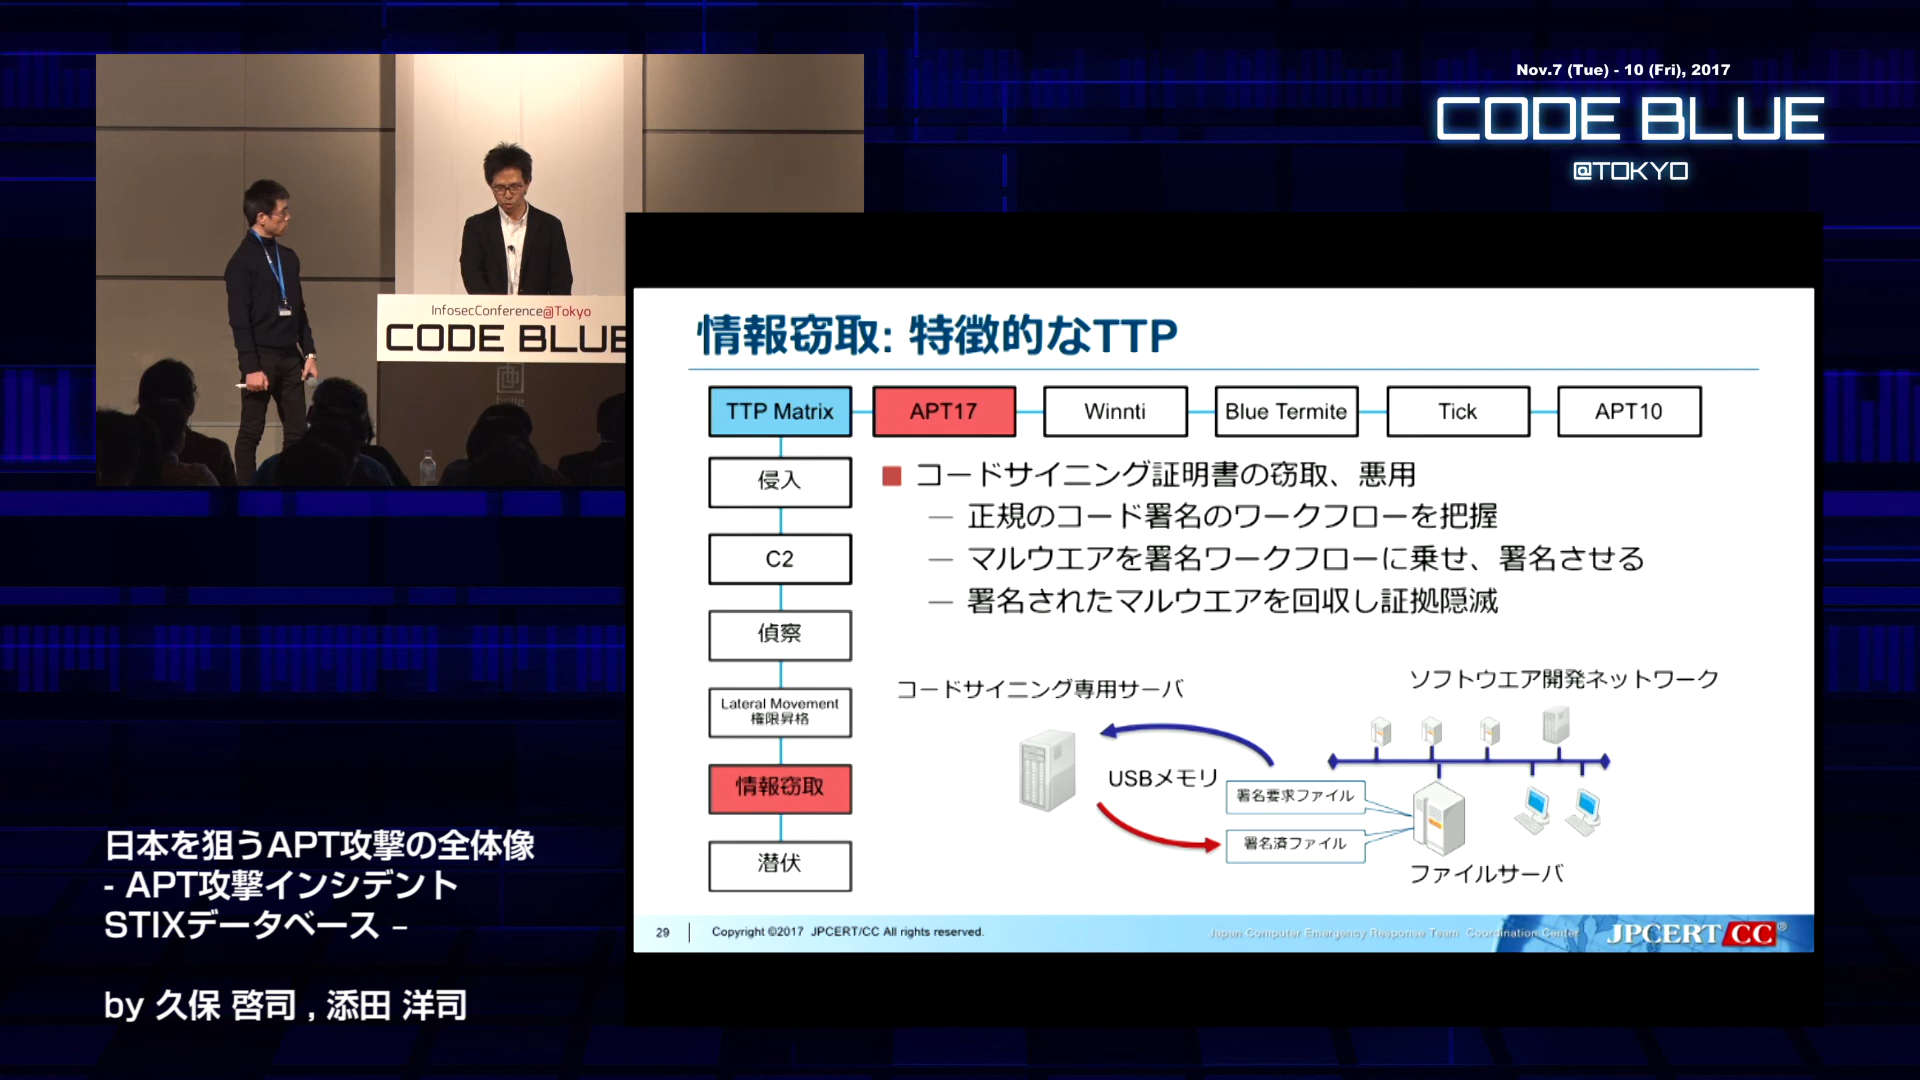 Nov.7 (Tue) - 10 (Fri), 2017
CODE BLUE
@TOKYO
InfosecConference@Tokyo
CODE BLUE
情報窃取: 特徴的なTTP
TTP Matrix
APT17
Winnti
Blue Termite
Tick
APT10
侵入
C2
偵察
Lateral Movement
権限昇格
情報窃取
潜伏
コードサイニング証明書の窃取、悪用
― 正規のコード署名のワークフローを把握
― マルウエアを署名ワークフローに乗せ、署名させる
― 署名されたマルウエアを回収し証拠隠滅
コードサイニング専用サーバ
ソフトウエア開発ネットワーク
USBメモリ
署名要求ファイル
署名済ファイル
ファイルサーバ
29
Copyright ©2017 JPCERT/CC All rights reserved.
Japan Computer Emergency Response Team Coordination Center
JPCERT/CC®
日本を狙うAPT攻撃の全体像
- APT攻撃インシデント
STIXデータベース –
by 久保 啓司 , 添田 洋司